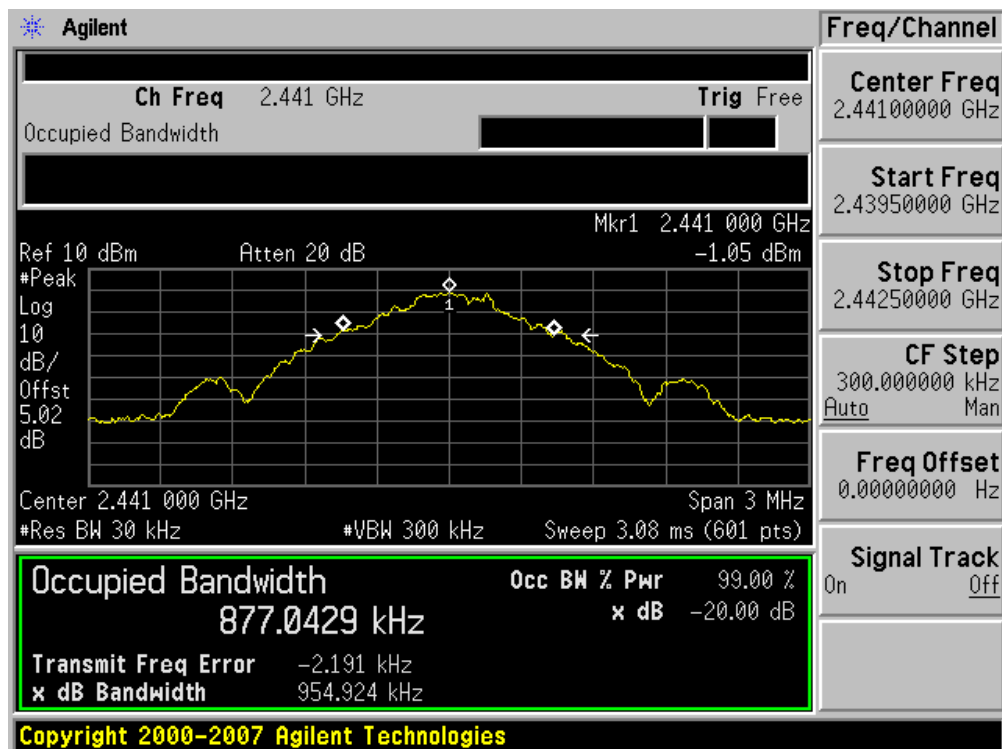 Agilent
Freq/Channel
Ch Freq 2.441 GHz Trig Free
Occupied Bandwidth
Center Freq
2.44100000 GHz
Start Freq
2.43950000 GHz
Stop Freq
2.44250000 GHz
CF Step
300.000000 kHz
Auto Man
Freq Offset
0.00000000 Hz
Signal Track
On Off
Mkr1 2.441 000 GHz
Ref 10 dBm Atten 20 dB -1.05 dBm
#Peak
Log
10
dB/
Offst
5.02
dB
1
Center 2.441 000 GHz Span 3 MHz
#Res BW 30 kHz #VBW 300 kHz Sweep 3.08 ms (601 pts)
Occupied Bandwidth
877.0429 kHz
Occ BW % Pwr 99.00 %
x dB -20.00 dB
Transmit Freq Error -2.191 kHz
x dB Bandwidth 954.924 kHz
Copyright 2000-2007 Agilent Technologies